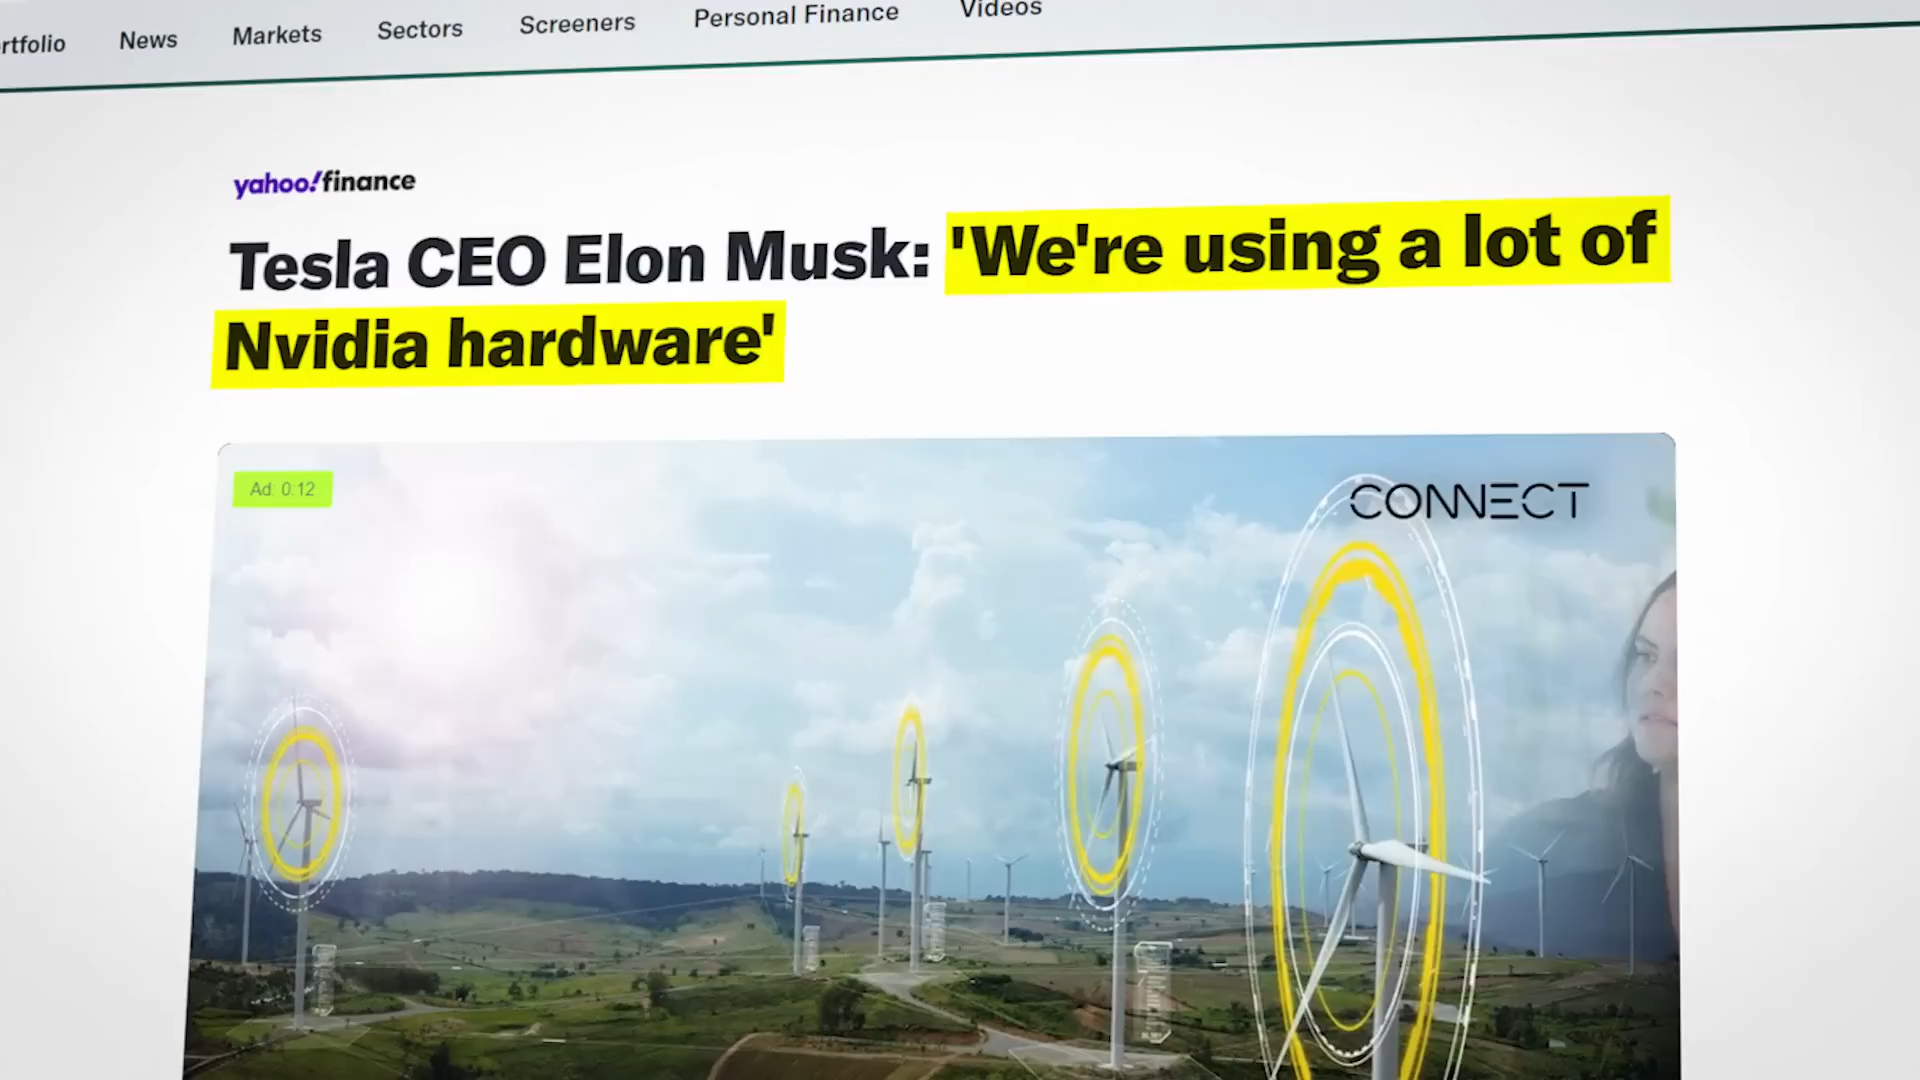 News
Markets
Sectors
Screeners
Personal Finance
Videos
yahoo!finance
Tesla CEO Elon Musk: 'We're using a lot of
Nvidia hardware'
Ad: 0:12
CONNECT